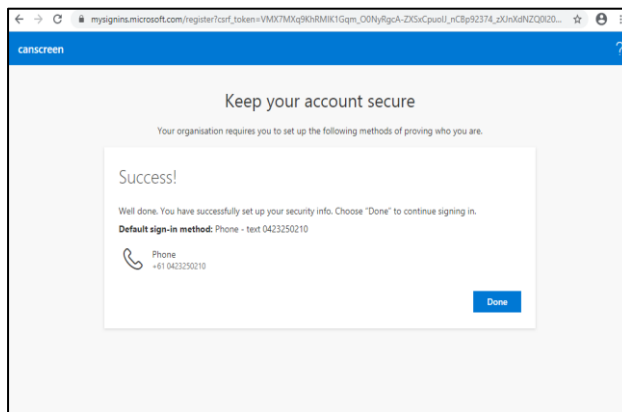 mysignins.microsoft.com/register?csrf_token=
canscreen
?
Keep your account secure
Your organisation requires you to set up the following methods of proving who you are.
Success!
Well done. You have successfully set up your security info. Choose "Done" to continue signing in.
Default sign-in method: Phone - text 0423250210
Phone
+61 0423250210
Done